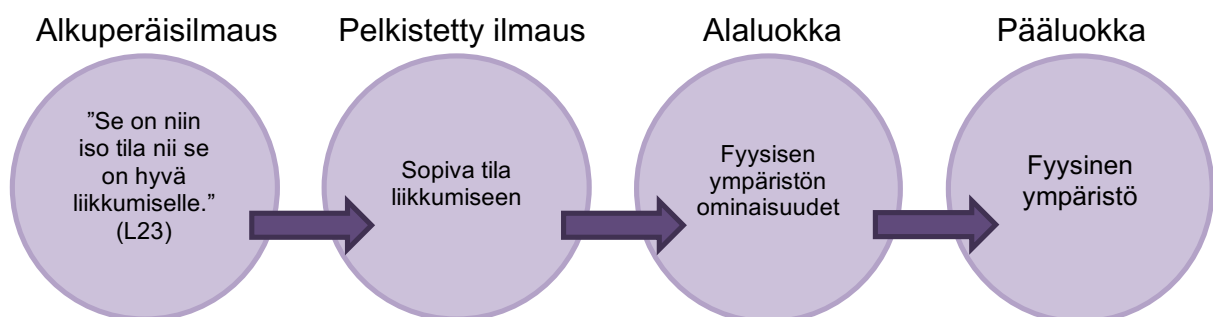 Alkuperäisilmaus
Pelkistetty ilmaus
Alaluokka
Pääluokka
”Se on niin
iso tila nii se
on hyvä
liikkumiselle.”
(L23)
Sopiva tila
liikkumiseen
Fyysisen
ympäristön
ominaisuudet
Fyysinen
ympäristö